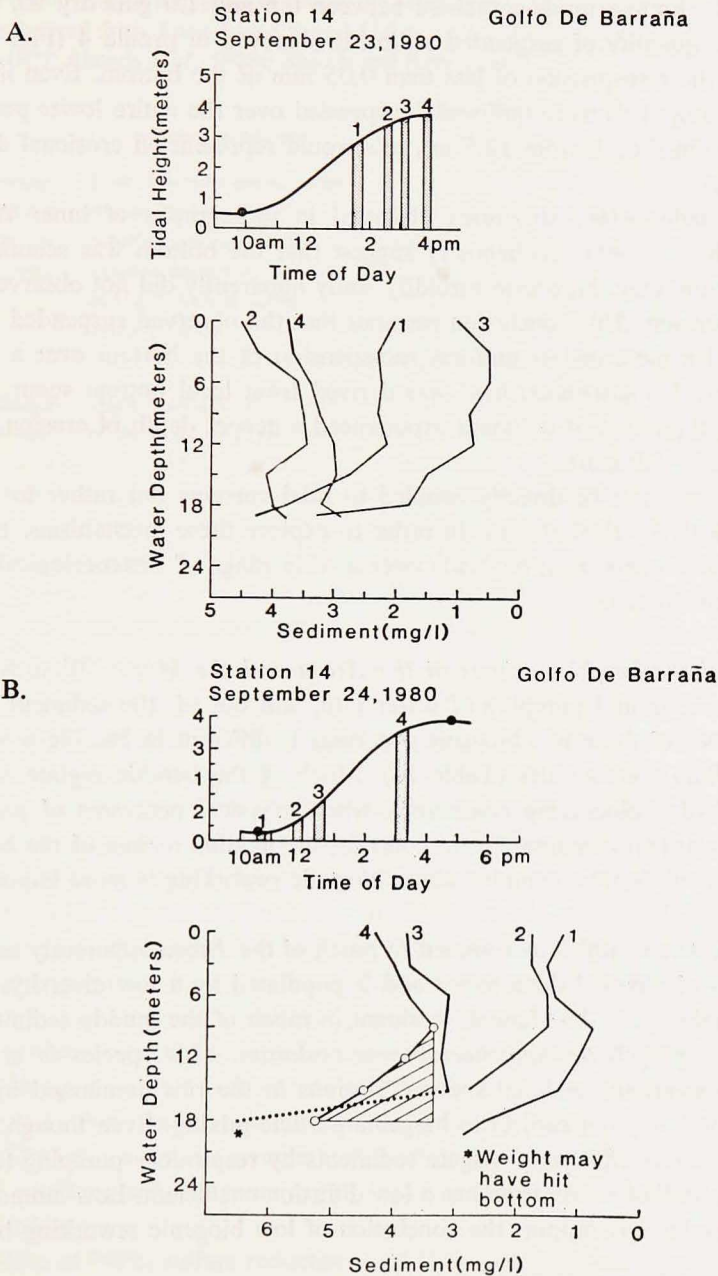 A.
Station 14 Golfo De Barraña
September 23,1980
Tidal Height(meters)
5
4
3
2
1
0
1 2 3 4
10am 12 2 4pm
Time of Day
Water Depth(meters)
0
6
12
18
24
2 4 1 3
5 4 3 2 1 0
Sediment(mg/l)
B.
Station 14 Golfo De Barraña
September 24,1980
4
3
2
1
2
0
1 2 3 4
10am 12 2 4 6 pm
Time of Day
Water Depth(meters)
0
6
12
18
24
4 3 2 1
*
*Weight may
have hit
bottom
6 5 4 3 2 1 0
Sediment(mg/l)